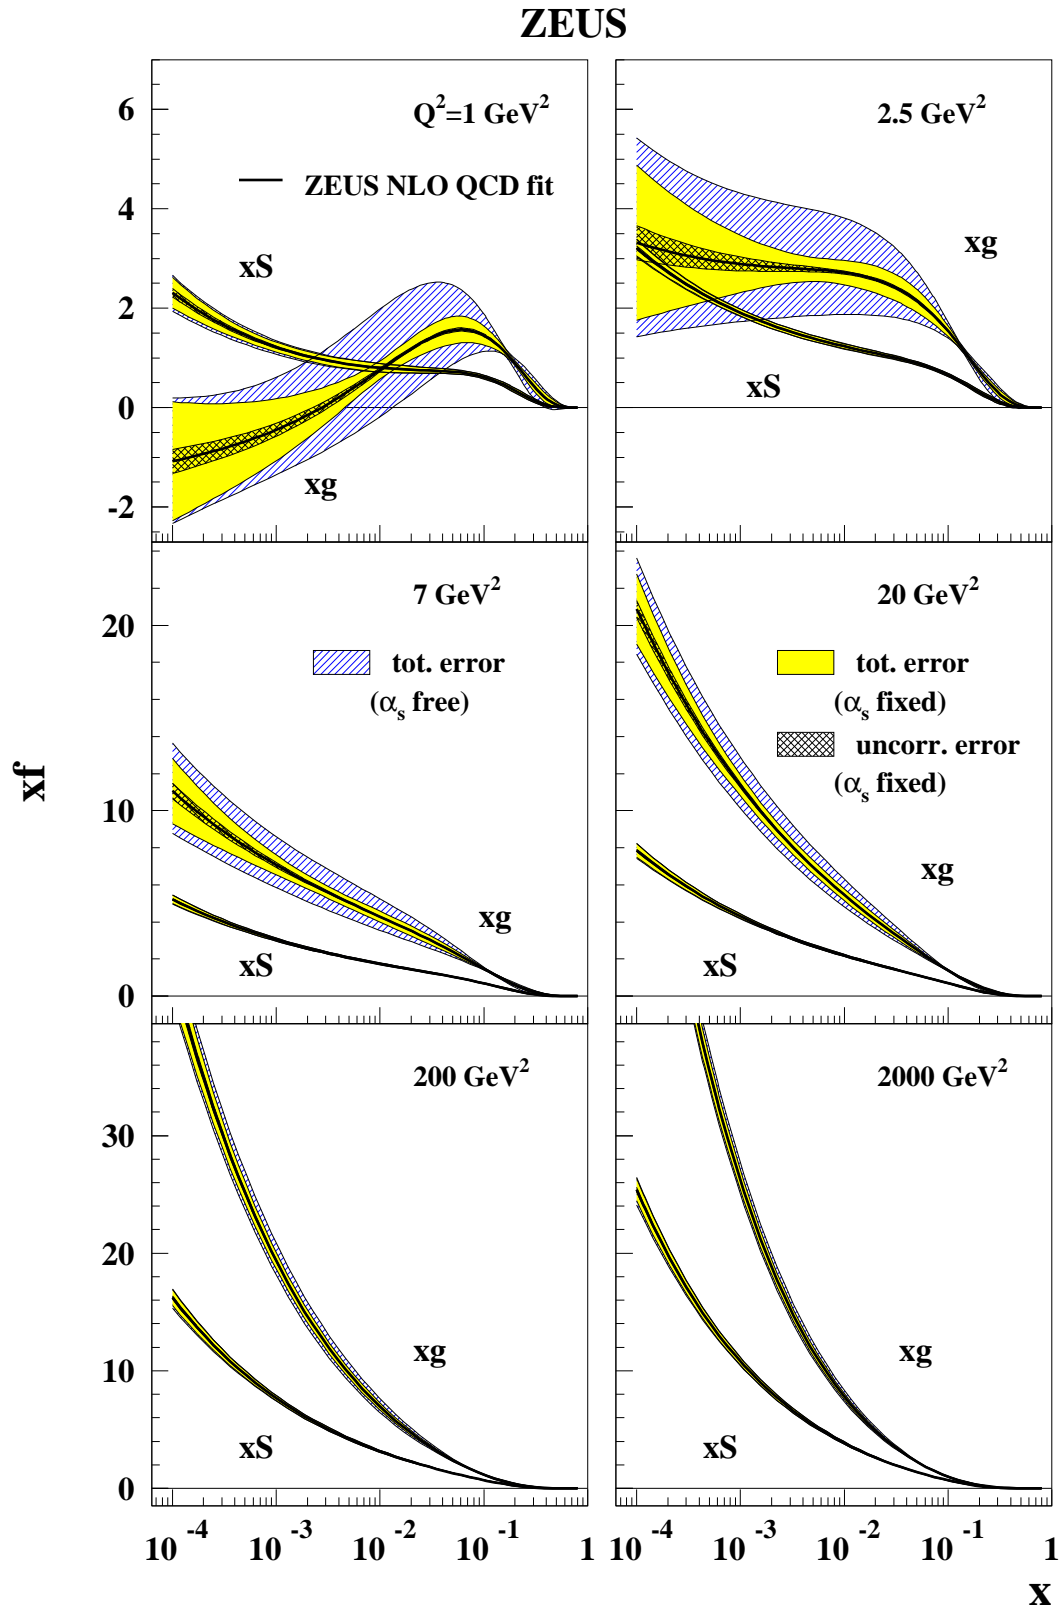 ZEUS
Q²=1 GeV²
ZEUS NLO QCD fit
xS
xg
6
4
2
0
-2
2.5 GeV²
xg
xS
7 GeV²
tot. error
(αₛ free)
xg
xS
20
10
0
20 GeV²
tot. error
(αₛ fixed)
uncorr. error
(αₛ fixed)
xg
xS
xf
200 GeV²
xg
xS
30
20
10
0
2000 GeV²
xg
xS
10⁻⁴ 10⁻³ 10⁻² 10⁻¹ 1 10⁻⁴ 10⁻³ 10⁻² 10⁻¹ 1
x